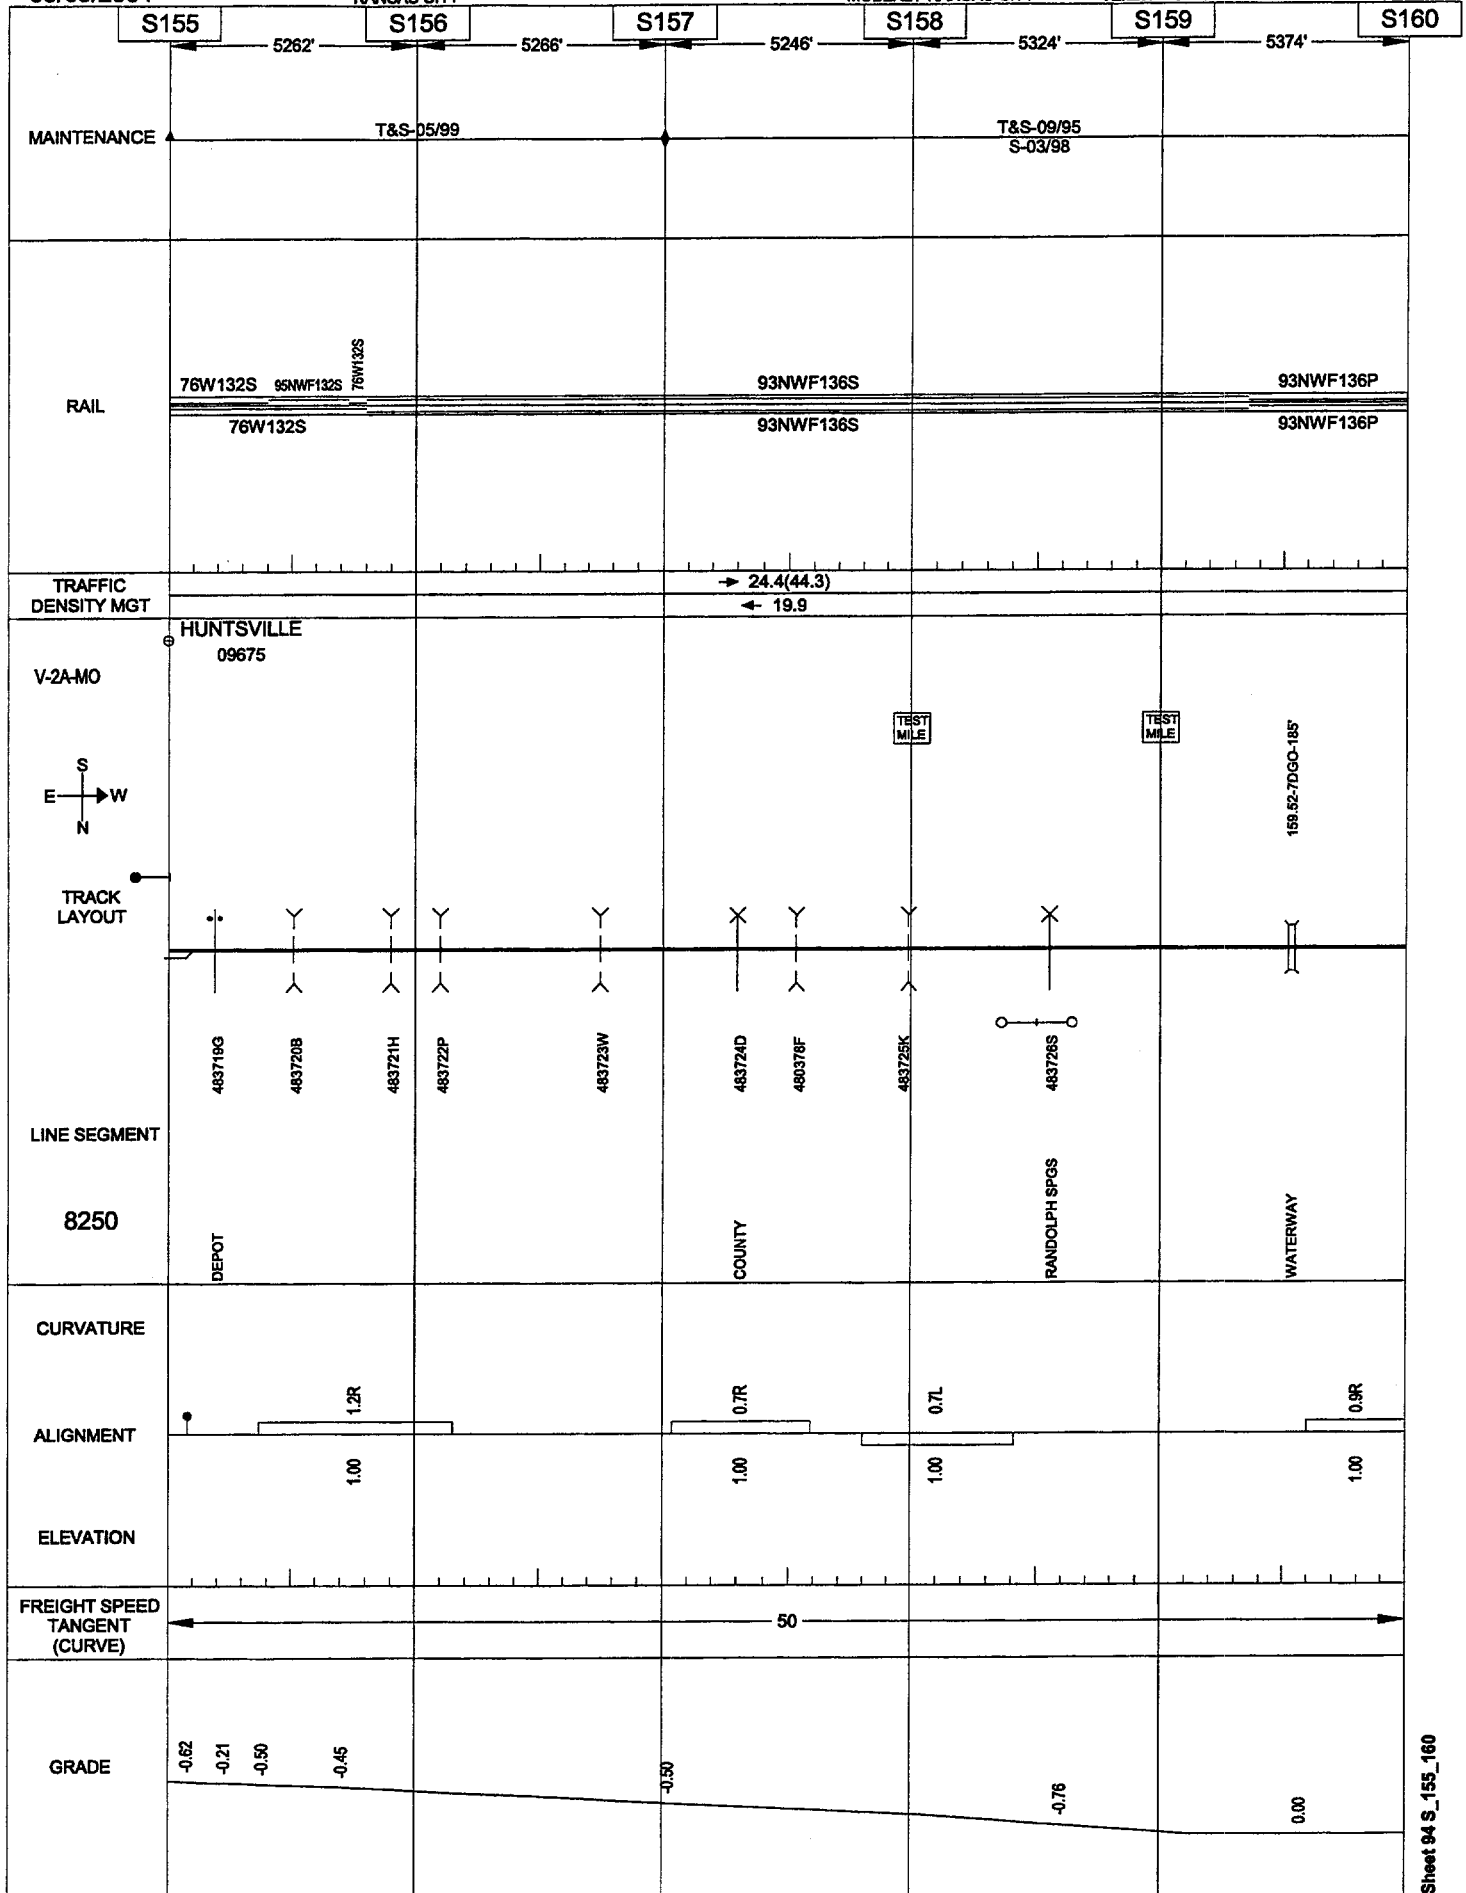 S155 S156 S157 S158 S159 S160
5262' 5266' 5246' 5324' 5374'
MAINTENANCE
T&S-05/99
T&S-09/95
S-03/98
RAIL
76W132S 95NWF132S 76W132S 93NWF136S 93NWF136P
76W132S 93NWF136S 93NWF136P
TRAFFIC
DENSITY MGT
24.4(44.3)
19.9
HUNTSVILLE
09675
V-2A-MO
TEST
MILE
TEST
MILE
159.52-7DGO-185'
S
E W
N
TRACK
LAYOUT
483719G 483720B 483721H 483722P 483723W 483724D 480378F 483725K 483726S
LINE SEGMENT
8250
DEPOT COUNTY RANDOLPH SPGS WATERWAY
CURVATURE
1.2R 0.7R 0.7L 0.9R
ALIGNMENT
1.00 1.00 1.00 1.00
ELEVATION
FREIGHT SPEED
TANGENT
(CURVE)
50
GRADE
-0.62 -0.21 -0.50 -0.45 -0.50 -0.76 0.00
Sheet 94 S_155_160